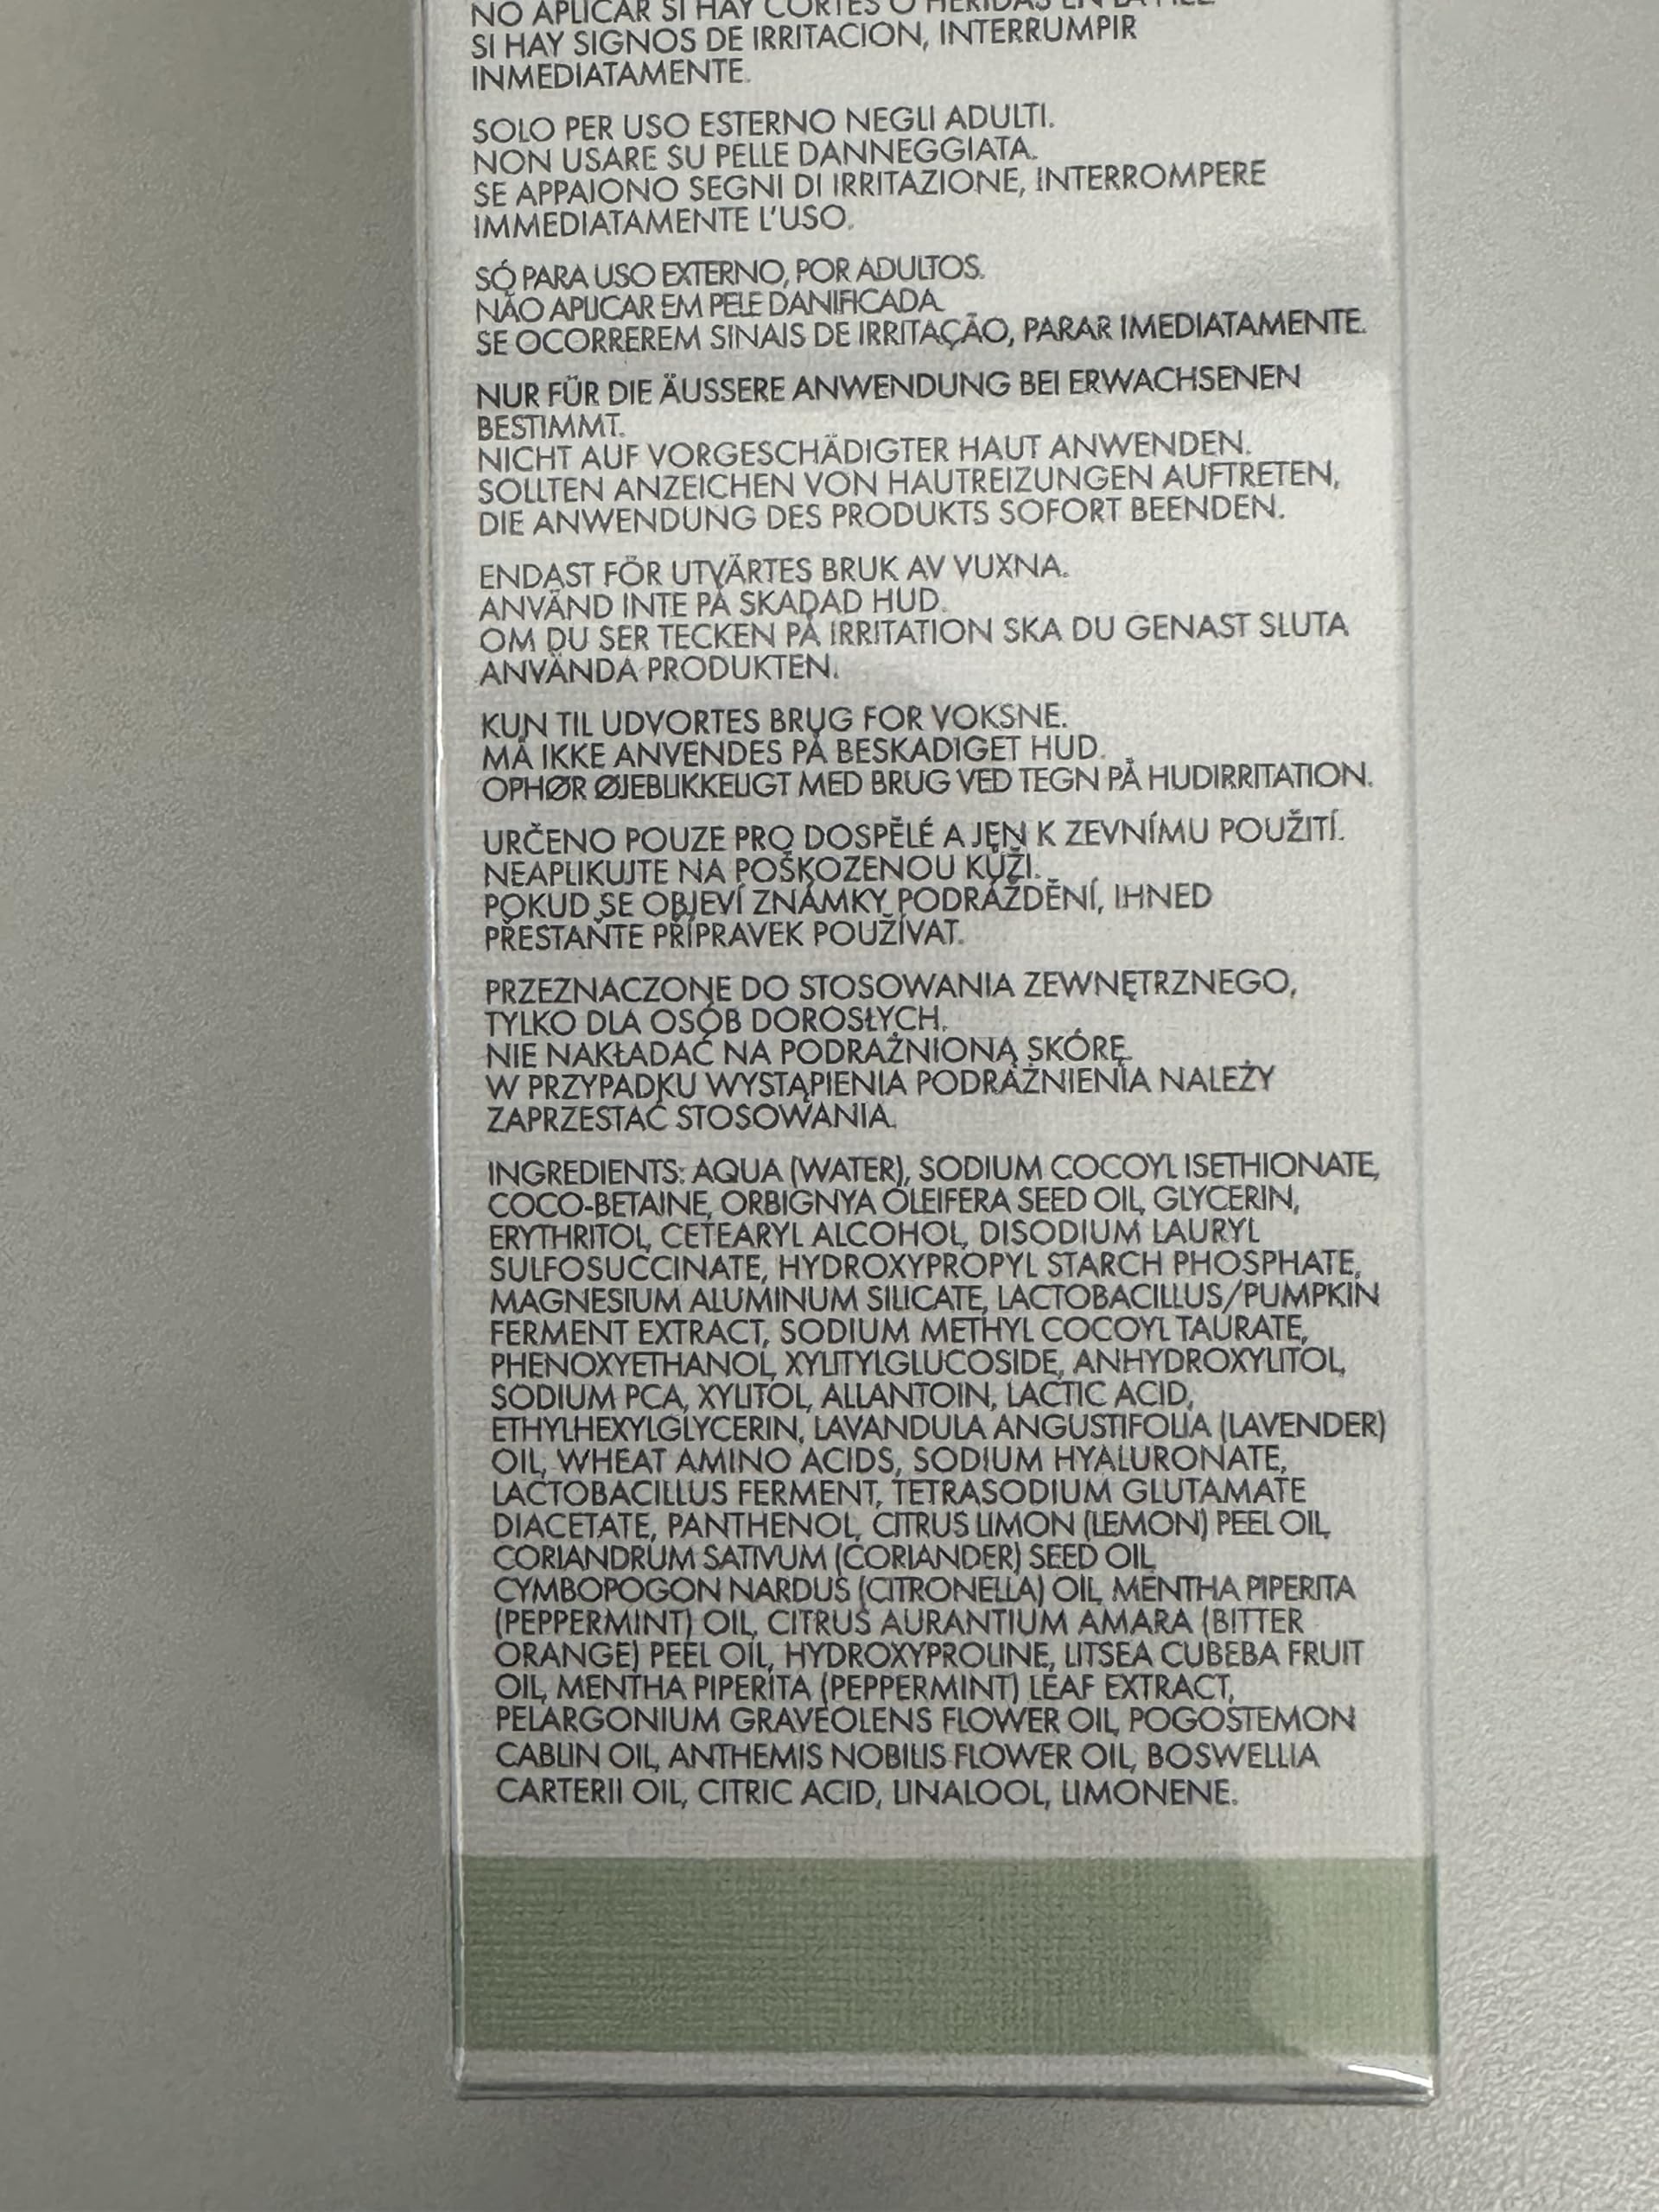 NO APLICAR SI HAY CORTES O HERIDAS EN LA PIEL
SI HAY SIGNOS DE IRRITACION, INTERRUMPIR
INMEDIATAMENTE.
SOLO PER USO ESTERNO NEGLI ADULTI.
NON USARE SU PELLE DANNEGGIATA.
SE APPAIONO SEGNI DI IRRITAZIONE, INTERROMPERE
IMMEDIATAMENTE L'USO.
SÓ PARA USO EXTERNO, POR ADULTOS.
NÃO APLICAR EM PELE DANIFICADA.
SE OCORREREM SINAIS DE IRRITAÇÃO, PARAR IMEDIATAMENTE.
NUR FÜR DIE ÄUSSERE ANWENDUNG BEI ERWACHSENEN
BESTIMMT.
NICHT AUF VORGESCHÄDIGTER HAUT ANWENDEN.
SOLLTEN ANZEICHEN VON HAUTREIZUNGEN AUFTRETEN,
DIE ANWENDUNG DES PRODUKTS SOFORT BEENDEN.
ENDAST FÖR UTVÄRTES BRUK AV VUXNA.
ANVÄND INTE PÅ SKADAD HUD.
OM DU SER TECKEN PÅ IRRITATION SKA DU GENAST SLUTA
ANVÄNDA PRODUKTEN.
KUN TIL UDVORTES BRUG FOR VOKSNE.
MÅ IKKE ANVENDES PÅ BESKADIGET HUD.
OPHØR ØJEBLIKKELIGT MED BRUG VED TEGN PÅ HUDIRRITATION.
URČENO POUZE PRO DOSPĚLÉ A JEN K ZEVNÍMU POUŽITÍ.
NEAPLIKUJTE NA POŠKOZENOU KŮŽI.
POKUD SE OBJEVÍ ZNÁMKY PODRÁŽDĚNÍ, IHNED
PŘESTAŇTE PŘÍPRAVEK POUŽÍVAT.
PRZEZNACZONE DO STOSOWANIA ZEWNĘTRZNEGO,
TYLKO DLA OSÓB DOROSŁYCH.
NIE NAKŁADAĆ NA PODRAŻNIONĄ SKÓRĘ.
W PRZYPADKU WYSTĄPIENIA PODRAŻNIENIA NALEŻY
ZAPRZESTAĆ STOSOWANIA.
INGREDIENTS: AQUA (WATER), SODIUM COCOYL ISETHIONATE,
COCO-BETAINE, ORBIGNYA OLEIFERA SEED OIL, GLYCERIN,
ERYTHRITOL, CETEARYL ALCOHOL, DISODIUM LAURYL
SULFOSUCCINATE, HYDROXYPROPYL STARCH PHOSPHATE,
MAGNESIUM ALUMINUM SILICATE, LACTOBACILLUS/PUMPKIN
FERMENT EXTRACT, SODIUM METHYL COCOYL TAURATE,
PHENOXYETHANOL, XYLITYLGLUCOSIDE, ANHYDROXYLITOL,
SODIUM PCA, XYLITOL, ALLANTOIN, LACTIC ACID,
ETHYLHEXYLGLYCERIN, LAVANDULA ANGUSTIFOLIA (LAVENDER)
OIL, WHEAT AMINO ACIDS, SODIUM HYALURONATE,
LACTOBACILLUS FERMENT, TETRASODIUM GLUTAMATE
DIACETATE, PANTHENOL, CITRUS LIMON (LEMON) PEEL OIL,
CORIANDRUM SATIVUM (CORIANDER) SEED OIL
CYMBOPOGON NARDUS (CITRONELLA) OIL, MENTHA PIPERITA
(PEPPERMINT) OIL, CITRUS AURANTIUM AMARA (BITTER
ORANGE) PEEL OIL, HYDROXYPROLINE, LITSEA CUBEBA FRUIT
OIL, MENTHA PIPERITA (PEPPERMINT) LEAF EXTRACT,
PELARGONIUM GRAVEOLENS FLOWER OIL, POGOSTEMON
CABLIN OIL, ANTHEMIS NOBILIS FLOWER OIL, BOSWELLIA
CARTERII OIL, CITRIC ACID, LINALOOL, LIMONENE.